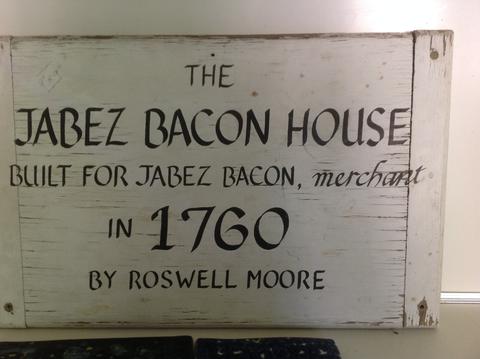 THE
JABEZ BACON HOUSE
BUILT FOR JABEZ BACON, merchant
IN 1760
BY ROSWELL MOORE